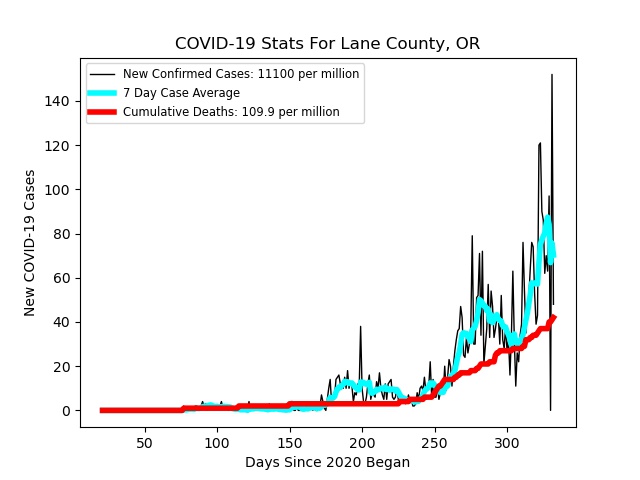 COVID-19 Stats For Lane County, OR
New Confirmed Cases: 11100 per million
7 Day Case Average
Cumulative Deaths: 109.9 per million
New COVID-19 Cases
140
120
100
80
60
40
20
0
50
100
150
200
250
300
Days Since 2020 Began